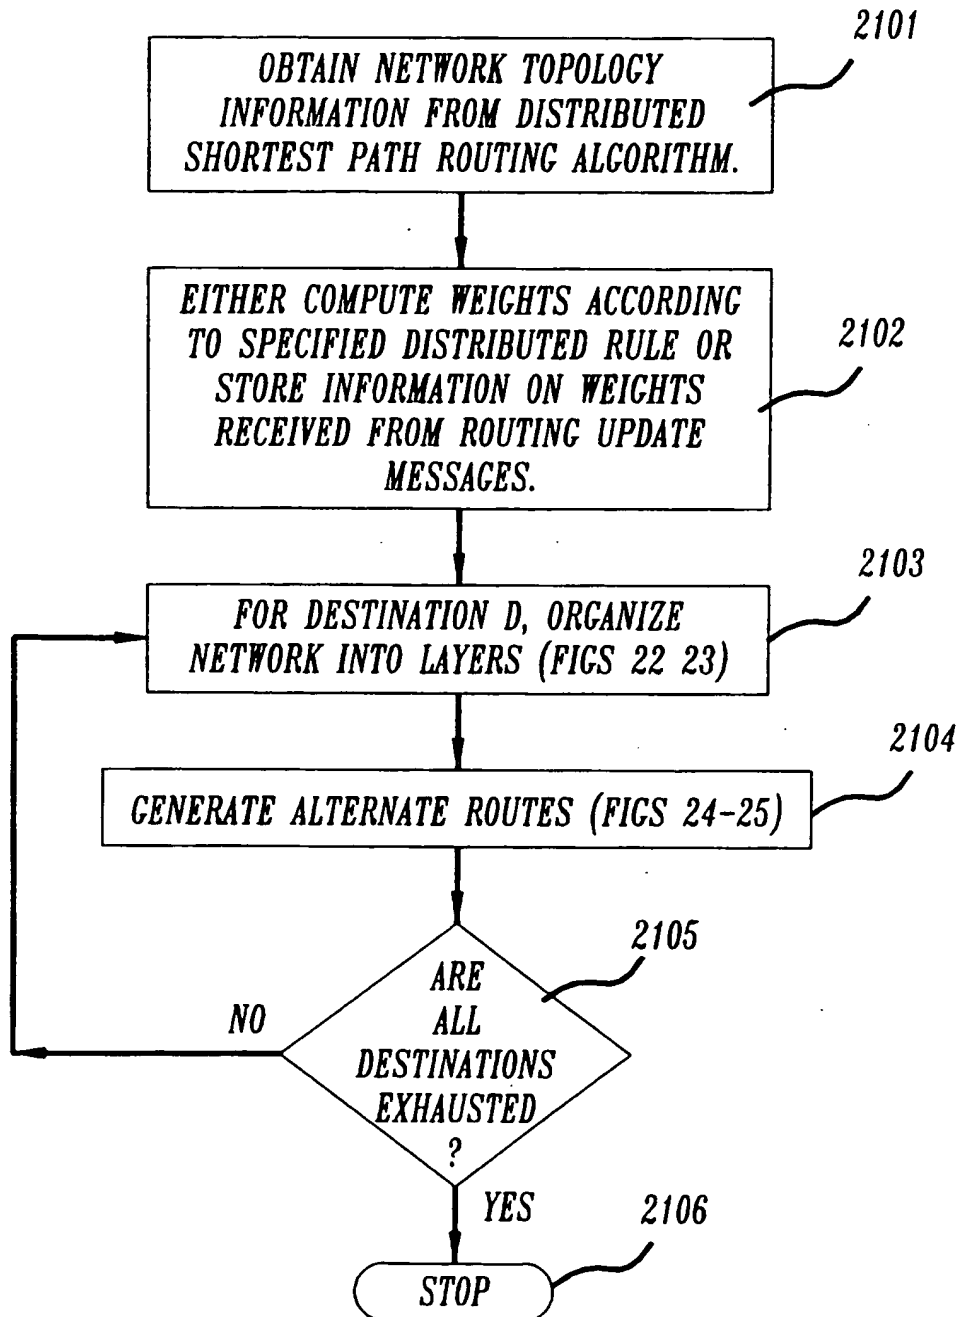 2101
OBTAIN NETWORK TOPOLOGY
INFORMATION FROM DISTRIBUTED
SHORTEST PATH ROUTING ALGORITHM.
EITHER COMPUTE WEIGHTS ACCORDING
TO SPECIFIED DISTRIBUTED RULE OR
STORE INFORMATION ON WEIGHTS
RECEIVED FROM ROUTING UPDATE
MESSAGES.
2102
2103
FOR DESTINATION D, ORGANIZE
NETWORK INTO LAYERS (FIGS 22 23)
2104
GENERATE ALTERNATE ROUTES (FIGS 24-25)
2105
ARE
ALL
DESTINATIONS
EXHAUSTED
?
NO
YES
2106
STOP